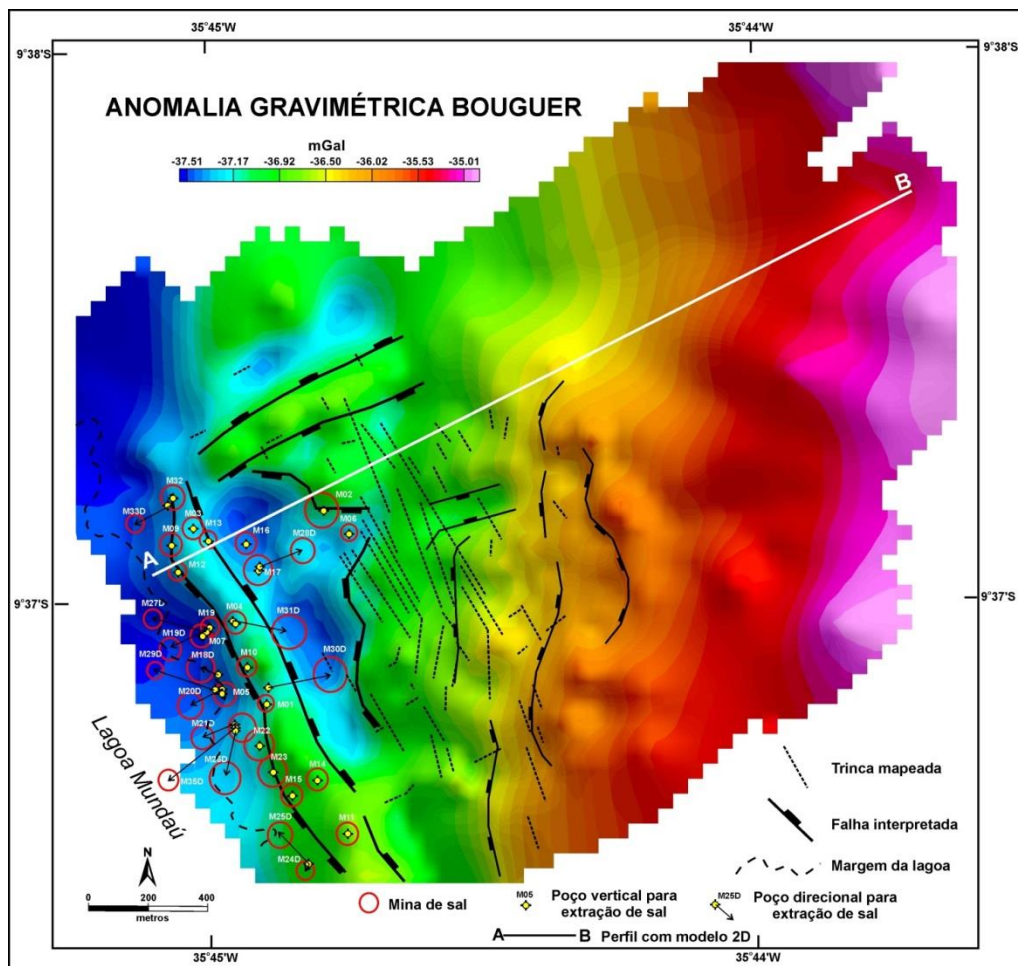 35°45'W 35°44'W
9°38'S 9°38'S
ANOMALIA GRAVIMÉTRICA BOUGUER
mGal
-37.51 -37.17 -36.92 -36.50 -36.02 -35.53 -35.01
B
M32
M02
M33D
M03
M13
M06
M09
M16
M28D
A
M12
M17
9°37'S 9°37'S
M27D
M19
M04
M31D
M19D
M07
M29D
M18D
M10
M30D
M20D
M05
M01
M21D
M22
Lagoa Mundaú
M35D
M23
M14
M15
M25D
M11
M24D
Trinca mapeada
Falha interpretada
Margem da lagoa
N
0 200 400
metros
Mina de sal
M05
Poço vertical para
extração de sal
M25D
Poço direcional para
extração de sal
A B Perfil com modelo 2D
35°45'W 35°44'W